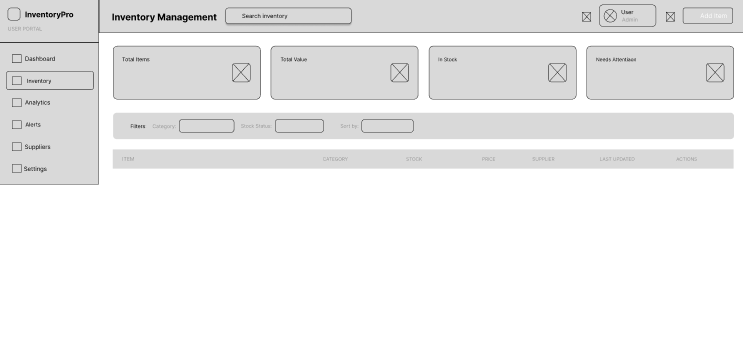 InventoryPro
USER PORTAL
Dashboard
Inventory
Analytics
Alerts
Suppliers
Settings
Inventory Management
Search inventory
User
Admin
Add Item
Total Items
Total Value
In Stock
Needs Attention
Filters
Category:
Stock Status:
Sort by:
ITEM
CATEGORY
STOCK
PRICE
SUPPLIER
LAST UPDATED
ACTIONS